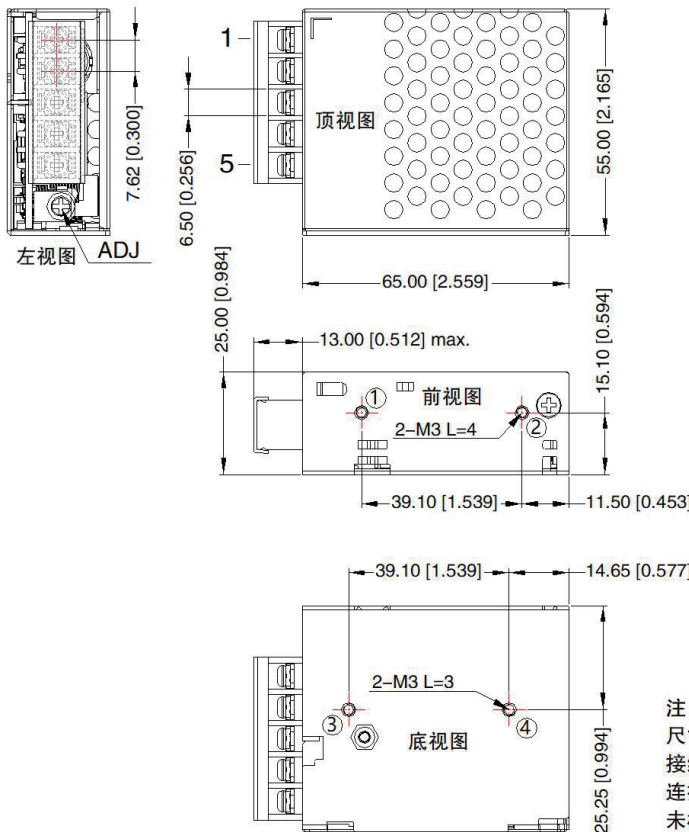 1
5
7.62 [0.300]
6.50 [0.256]
顶视图
55.00 [2.165]
左视图
ADJ
65.00 [2.559]
25.00 [0.984]
13.00 [0.512] max.
15.10 [0.594]
① 前视图
2-M3 L=4
②
39.10 [1.539]
11.50 [0.453]
39.10 [1.539]
14.65 [0.577]
2-M3 L=3
③
④
底视图
25.25 [0.994]
注
尺
接
连
未